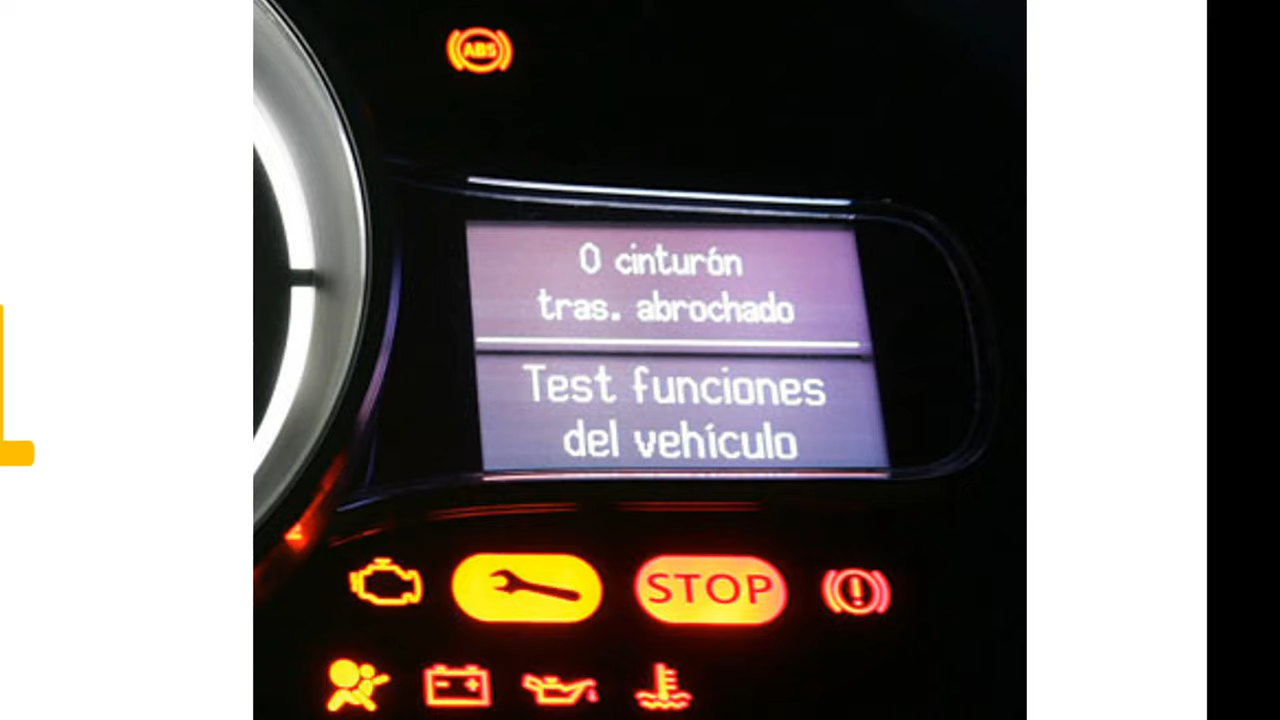 ABS
0 cinturón
tras. abrochado
Test funciones
del vehículo
STOP